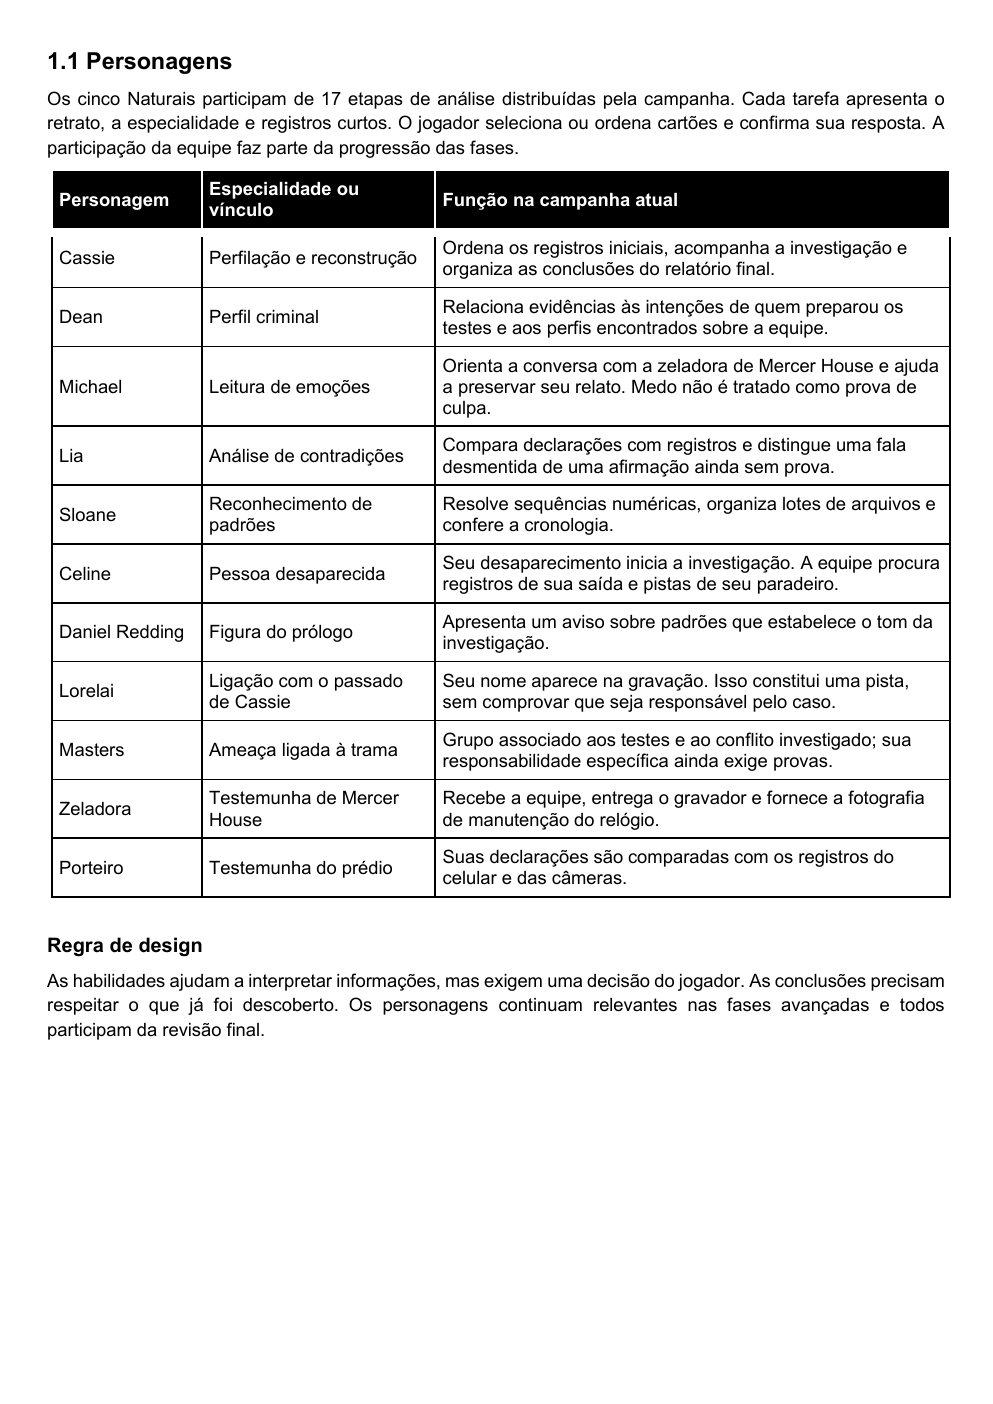 1.1 Personagens
Os cinco Naturais participam de 17 etapas de análise distribuídas pela campanha. Cada tarefa apresenta o
retrato, a especialidade e registros curtos. O jogador seleciona ou ordena cartões e confirma sua resposta. A
participação da equipe faz parte da progressão das fases.
Personagem
Especialidade ou
vínculo
Função na campanha atual
Cassie
Perfilação e reconstrução
Ordena os registros iniciais, acompanha a investigação e
organiza as conclusões do relatório final.
Dean
Perfil criminal
Relaciona evidências às intenções de quem preparou os
testes e aos perfis encontrados sobre a equipe.
Michael
Leitura de emoções
Orienta a conversa com a zeladora de Mercer House e ajuda
a preservar seu relato. Medo não é tratado como prova de
culpa.
Lia
Análise de contradições
Compara declarações com registros e distingue uma fala
desmentida de uma afirmação ainda sem prova.
Sloane
Reconhecimento de
padrões
Resolve sequências numéricas, organiza lotes de arquivos e
confere a cronologia.
Celine
Pessoa desaparecida
Seu desaparecimento inicia a investigação. A equipe procura
registros de sua saída e pistas de seu paradeiro.
Daniel Redding
Figura do prólogo
Apresenta um aviso sobre padrões que estabelece o tom da
investigação.
Lorelai
Ligação com o passado
de Cassie
Seu nome aparece na gravação. Isso constitui uma pista,
sem comprovar que seja responsável pelo caso.
Masters
Ameaça ligada à trama
Grupo associado aos testes e ao conflito investigado; sua
responsabilidade específica ainda exige provas.
Zeladora
Testemunha de Mercer
House
Recebe a equipe, entrega o gravador e fornece a fotografia
de manutenção do relógio.
Porteiro
Testemunha do prédio
Suas declarações são comparadas com os registros do
celular e das câmeras.
Regra de design
As habilidades ajudam a interpretar informações, mas exigem uma decisão do jogador. As conclusões precisam
respeitar o que já foi descoberto. Os personagens continuam relevantes nas fases avançadas e todos
participam da revisão final.